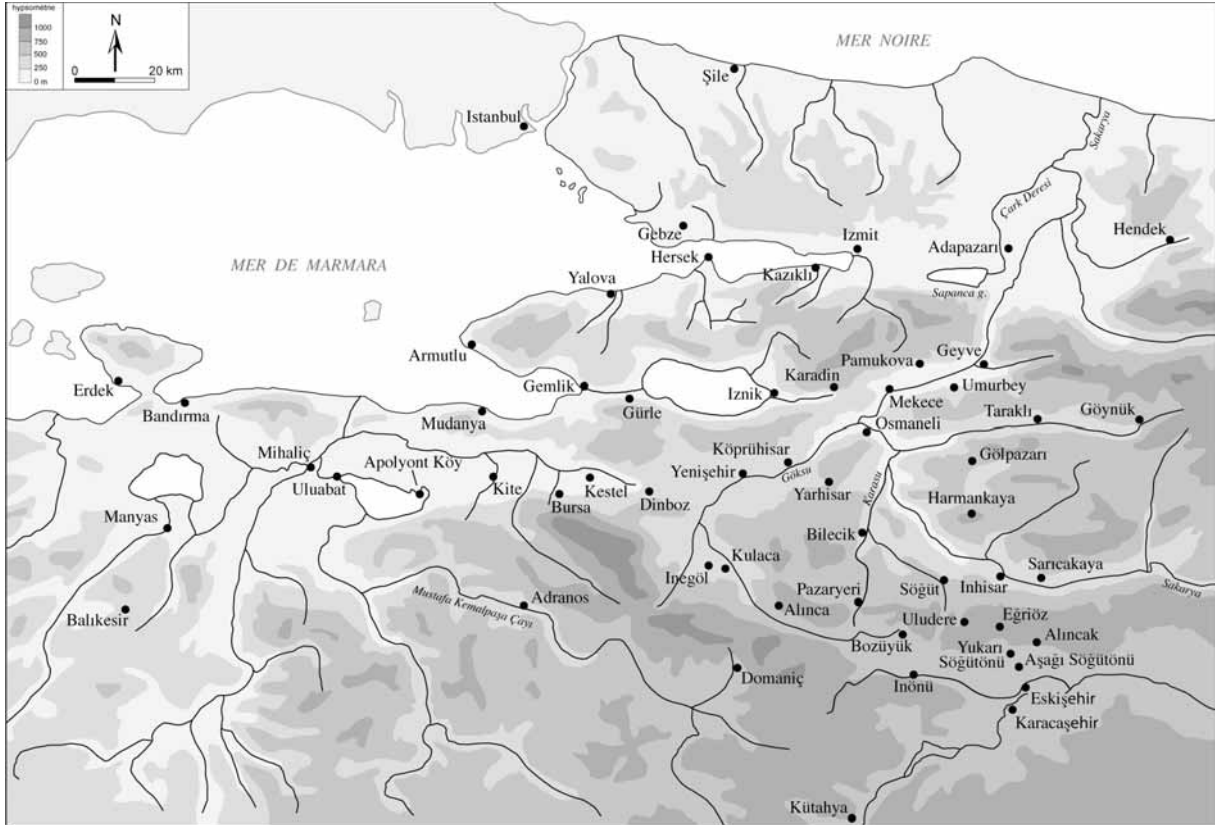 hypsométrie
1000
750
500
250
0 m
N
0 20 km
MER NOIRE
Şile
Istanbul
Sakarya
Çark Deresi
Gebze
Izmit
Adapazarı
Hendek
Hersek
MER DE MARMARA
Kazıklı
Yalova
Sapanca g.
Armutlu
Pamukova
Geyve
Erdek
Gemlik
Karadin
Iznik
Umurbey
Bandırma
Gürle
Mekece
Mudanya
Taraklı
Göynük
Osmaneli
Köprühisar
Mihaliç
Apolyont Köy
Yenişehir
Gölpazarı
Göksu
Uluabat
Kite
Kestel
Yarhisar
Karasu
Bursa
Dinboz
Harmankaya
Manyas
Bilecik
Kulaca
Inegöl
Sarıcakaya
Söğüt
Inhisar
Sakarya
Mustafa Kemalpaşa Çayı
Adranos
Pazaryeri
Alınca
Balıkesir
Uludere
Eğriöz
Bozüyük
Yukarı
Söğütönü
Alıncak
Aşağı Söğütönü
Domaniç
Inönü
Eskişehir
Karacaşehir
Kütahya